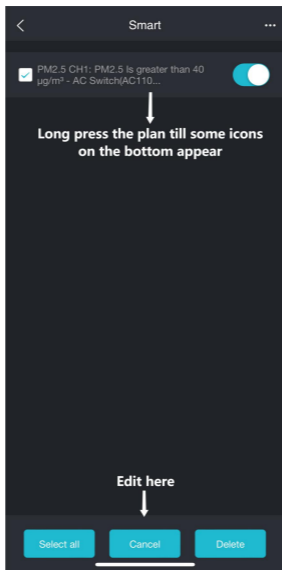 Smart
...
PM2.5 CH1: PM2.5 Is greater than 40
µg/m³ - AC Switch(AC110...
Long press the plan till some icons
on the bottom appear
Edit here
Select all
Cancel
Delete